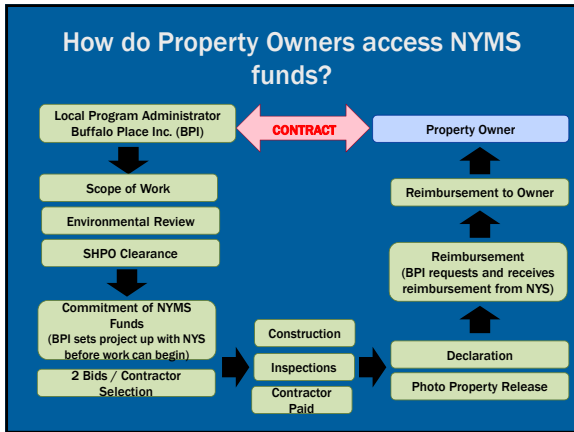 How do Property Owners access NYMS
funds?
Local Program Administrator
Buffalo Place Inc. (BPI)
CONTRACT
Property Owner
Scope of Work
Environmental Review
SHPO Clearance
Commitment of NYMS
Funds
(BPI sets project up with NYS
before work can begin)
2 Bids / Contractor
Selection
Construction
Inspections
Contractor
Paid
Declaration
Photo Property Release
Reimbursement
(BPI requests and receives
reimbursement from NYS)
Reimbursement to Owner